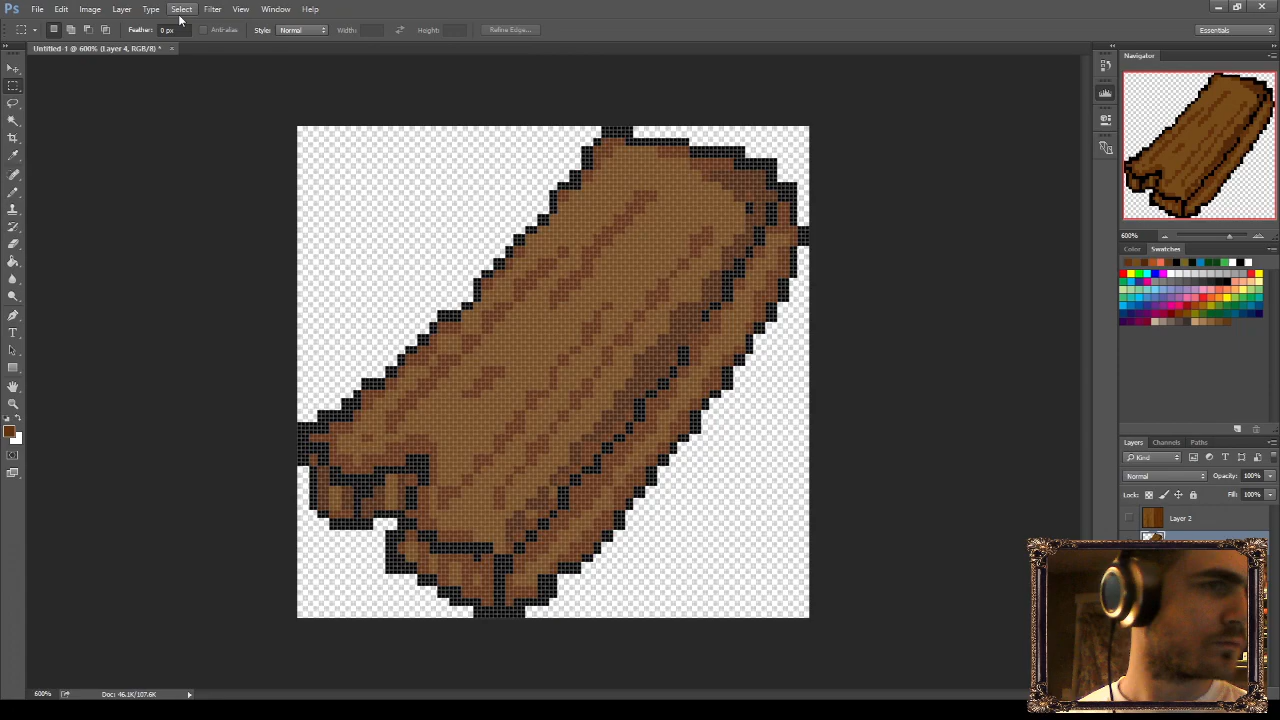 Ps File Edit Image Layer Type Select Filter View Window Help
Feather: 0 px Anti-alias Style: Normal Width: Height: Refine Edge... Essentials
Untitled-1 @ 600% (Layer 4, RGB/8) *
Navigator
600%
Color Swatches
Layers Channels Paths
Kind
Normal Opacity: 100%
Lock: Fill: 100%
Layer 2
600% Doc: 46.1K/107.6K